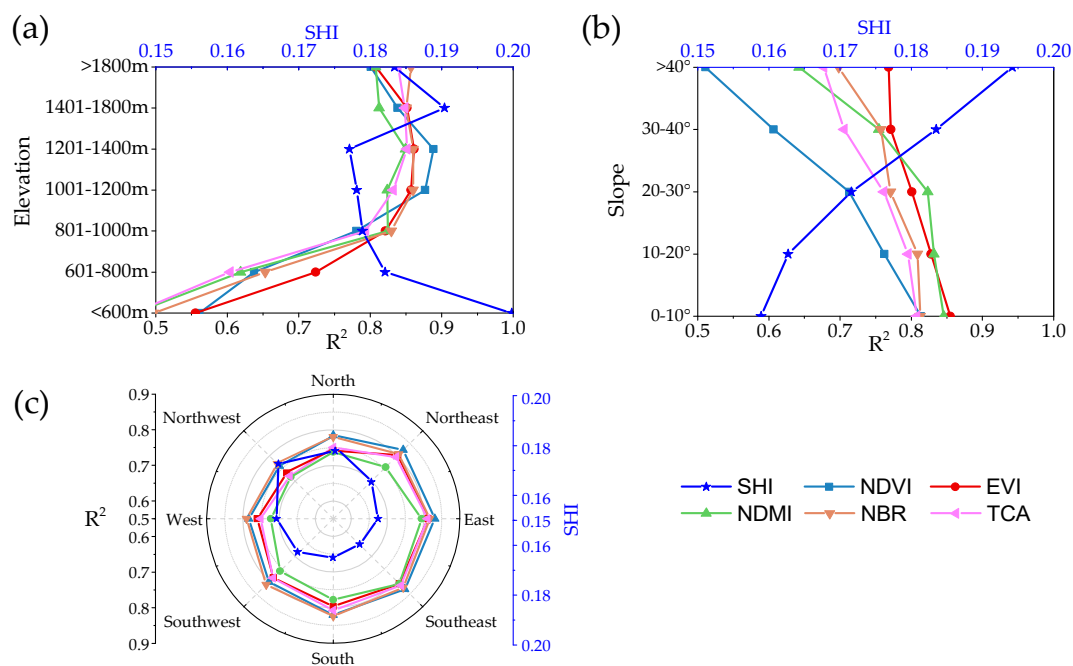 (a)
SHI
0.15 0.16 0.17 0.18 0.19 0.20
Elevation
>1800m
1401-1800m
1201-1400m
1001-1200m
801-1000m
601-800m
<600m
0.5 0.6 0.7 0.8 0.9 1.0
R²
(b)
SHI
0.15 0.16 0.17 0.18 0.19 0.20
Slope
>40°
30-40°
20-30°
10-20°
0-10°
0.5 0.6 0.7 0.8 0.9 1.0
R²
(c)
R²
0.9
0.8
0.7
0.6
0.5
0.6
0.7
0.8
0.9
North
Northwest Northeast
West East
Southwest Southeast
South
0.20
0.18
0.16
0.15
0.16
0.18
0.20
SHI
SHI NDVI EVI
NDMI NBR TCA